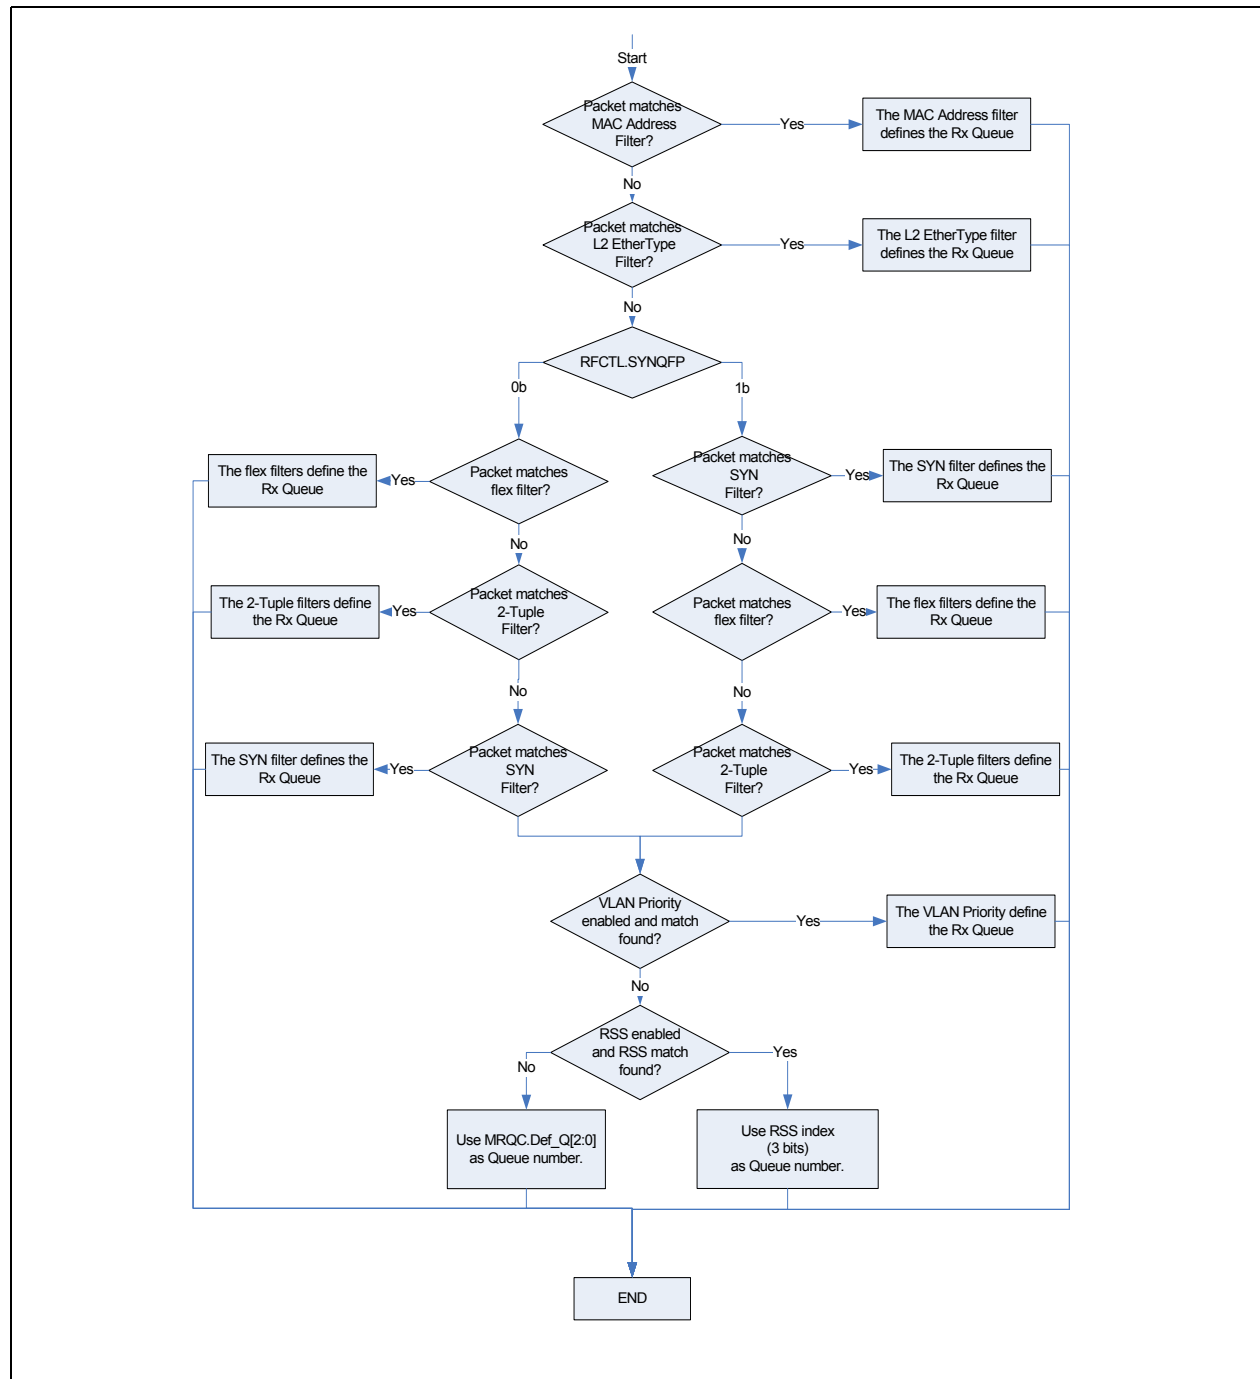 Start
Packet matches
MAC Address
Filter?
Yes
The MAC Address filter
defines the Rx Queue
No
Packet matches
L2 EtherType
Filter?
Yes
The L2 EtherType filter
defines the Rx Queue
No
RFCTL.SYNQFP
0b
1b
The flex filters define the
Rx Queue
Yes
Packet matches
flex filter?
Packet matches
SYN
Filter?
Yes
The SYN filter defines the
Rx Queue
No
No
The 2-Tuple filters define
the Rx Queue
Yes
Packet matches
2-Tuple
Filter?
Packet matches
flex filter?
Yes
The flex filters define the
Rx Queue
No
No
The SYN filter defines the
Rx Queue
Yes
Packet matches
SYN
Filter?
Packet matches
2-Tuple
Filter?
Yes
The 2-Tuple filters define
the Rx Queue
VLAN Priority
enabled and match
found?
Yes
The VLAN Priority define
the Rx Queue
No
RSS enabled
and RSS match
found?
No
Yes
Use MRQC.Def_Q[2:0]
as Queue number.
Use RSS index
(3 bits)
as Queue number.
END